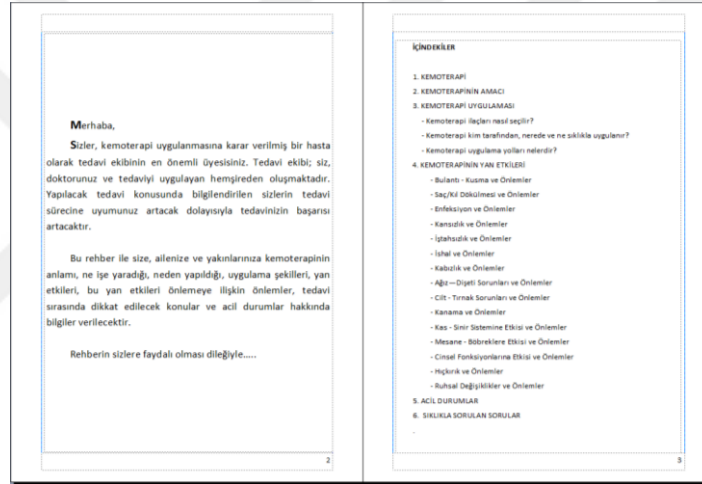 Merhaba,
Sizler, kemoterapi uygulanmasına karar verilmiş bir hasta
olarak tedavi ekibinin en önemli üyesisiniz. Tedavi ekibi; siz,
doktorunuz ve tedaviyi uygulayan hemşireden oluşmaktadır.
Yapılacak tedavi konusunda bilgilendirilen sizlerin tedavi
sürecine uyumunuz artacak dolayısıyla tedavinizin başarısı
artacaktır.
Bu rehber ile size, ailenize ve yakınlarınıza kemoterapinin
anlamı, ne işe yaradığı, neden yapıldığı, uygulama şekilleri, yan
etkileri, bu yan etkileri önlemeye ilişkin önlemler, tedavi
sırasında dikkat edilecek konular ve acil durumlar hakkında
bilgiler verilecektir.
Rehberin sizlere faydalı olması dileğiyle.....
2
İÇİNDEKİLER
1. KEMOTERAPİ
2. KEMOTERAPİNİN AMACI
3. KEMOTERAPİ UYGULAMASI
- Kemoterapi ilaçları nasıl seçilir?
- Kemoterapi kim tarafından, nerede ve ne sıklıkla uygulanır?
- Kemoterapi uygulama yolları nelerdir?
4. KEMOTERAPİNİN YAN ETKİLERİ
- Bulantı - Kusma ve Önlemler
- Saç/Kıl Dökülmesi ve Önlemler
- Enfeksiyon ve Önlemler
- Kansızlık ve Önlemler
- İştahsızlık ve Önlemler
- İshal ve Önlemler
- Kabızlık ve Önlemler
- Ağız—Dişeti Sorunları ve Önlemler
- Cilt - Tırnak Sorunları ve Önlemler
- Kanama ve Önlemler
- Kas - Sinir Sistemine Etkisi ve Önlemler
- Mesane - Böbreklere Etkisi ve Önlemler
- Cinsel Fonksiyonlarına Etkisi ve Önlemler
- Hıçkırık ve Önlemler
- Ruhsal Değişiklikler ve Önlemler
5. ACİL DURUMLAR
6. SIKLIKLA SORULAN SORULAR
.
3